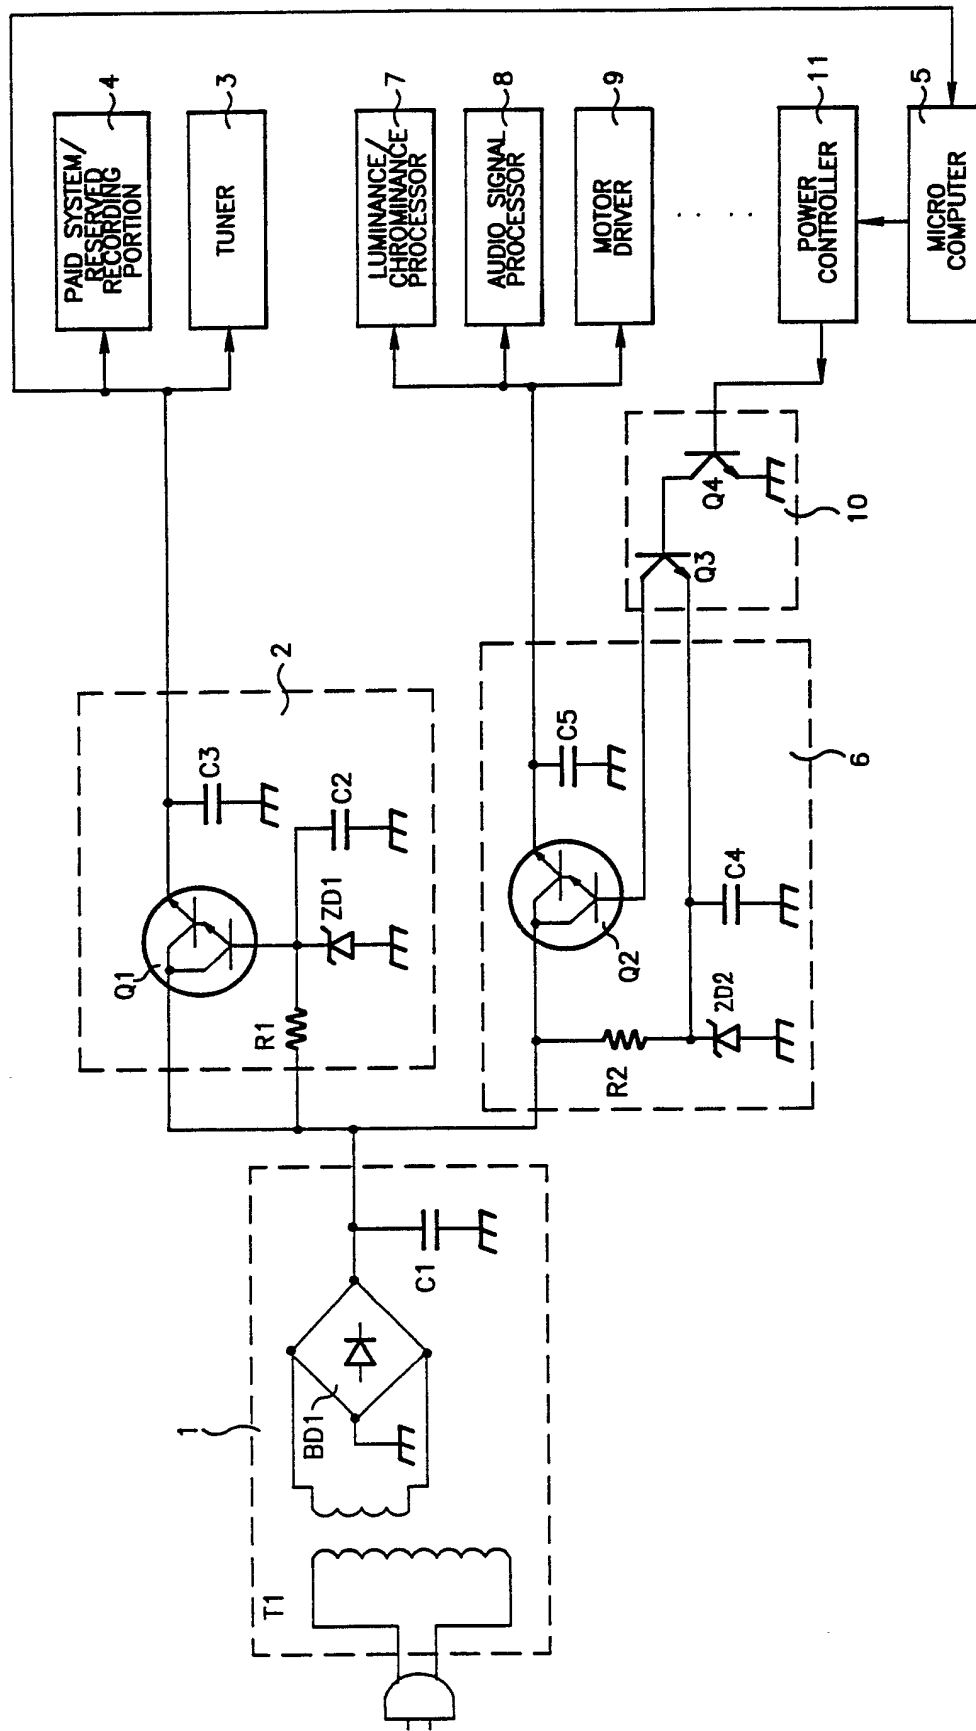 PAID SYSTEM/
RESERVED
RECORDING
PORTION
4
TUNER
3
LUMINANCE/
CHROMINANCE
PROCESSOR
7
AUDIO SIGNAL
PROCESSOR
8
MOTOR
DRIVER
9
POWER
CONTROLLER
11
MICRO
COMPUTER
5
2
Q1
R1
ZD1
C2
C3
6
Q2
R2
2D2
C4
C5
10
Q3
Q4
1
T1
BD1
C1